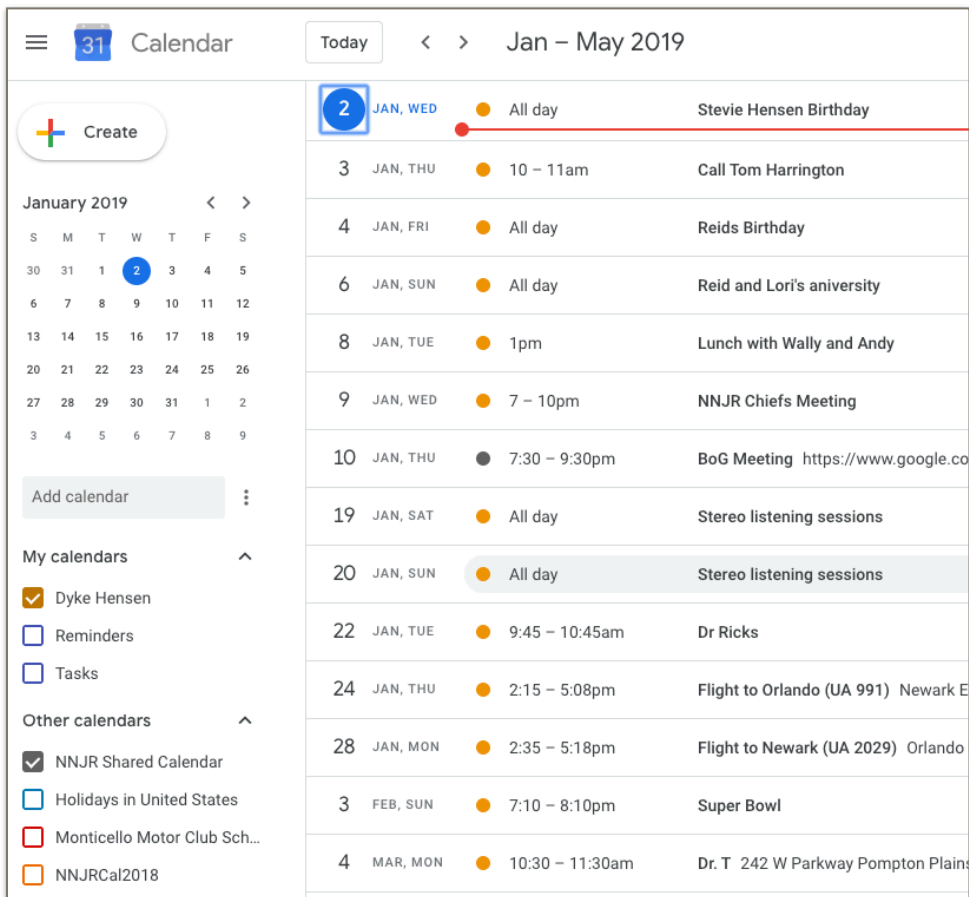 31 Calendar Today Jan – May 2019
Create
January 2019
S M T W T F S
30 31 1 2 3 4 5
6 7 8 9 10 11 12
13 14 15 16 17 18 19
20 21 22 23 24 25 26
27 28 29 30 31 1 2
3 4 5 6 7 8 9
Add calendar
My calendars
Dyke Hensen
Reminders
Tasks
Other calendars
NNJR Shared Calendar
Holidays in United States
Monticello Motor Club Sch...
NNJRCal2018
2 JAN, WED All day Stevie Hensen Birthday
3 JAN, THU 10 – 11am Call Tom Harrington
4 JAN, FRI All day Reids Birthday
6 JAN, SUN All day Reid and Lori's aniversity
8 JAN, TUE 1pm Lunch with Wally and Andy
9 JAN, WED 7 – 10pm NNJR Chiefs Meeting
10 JAN, THU 7:30 – 9:30pm BoG Meeting https://www.google.co
19 JAN, SAT All day Stereo listening sessions
20 JAN, SUN All day Stereo listening sessions
22 JAN, TUE 9:45 – 10:45am Dr Ricks
24 JAN, THU 2:15 – 5:08pm Flight to Orlando (UA 991) Newark E
28 JAN, MON 2:35 – 5:18pm Flight to Newark (UA 2029) Orlando
3 FEB, SUN 7:10 – 8:10pm Super Bowl
4 MAR, MON 10:30 – 11:30am Dr. T 242 W Parkway Pompton Plains